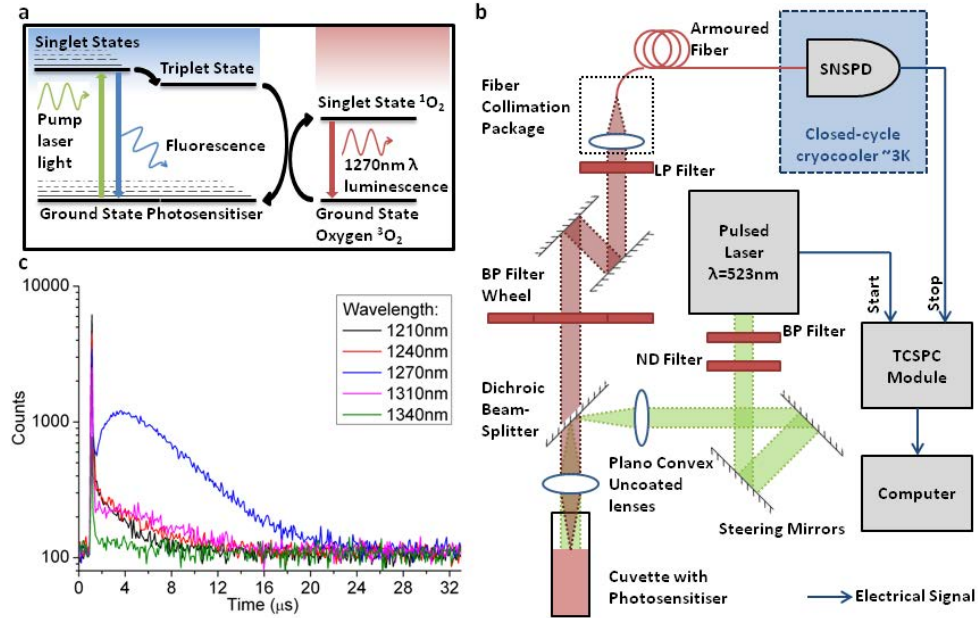 a
Singlet States
Triplet State
Pump
laser
light
Fluorescence
Singlet State ¹O₂
1270nm λ
luminescence
Ground State Photosensitiser
Ground State
Oxygen ³O₂
b
Armoured
Fiber
SNSPD
Closed-cycle
cryocooler ~3K
Fiber
Collimation
Package
LP Filter
Pulsed
Laser
λ=523nm
Start
Stop
BP Filter
Wheel
BP Filter
ND Filter
TCSPC
Module
Dichroic
Beam-
Splitter
Plano Convex
Uncoated
lenses
Steering Mirrors
Computer
Cuvette with
Photosensitiser
Electrical Signal
c
Counts
10000
1000
100
Wavelength:
1210nm
1240nm
1270nm
1310nm
1340nm
0 4 8 12 16 20 24 28 32
Time (μs)